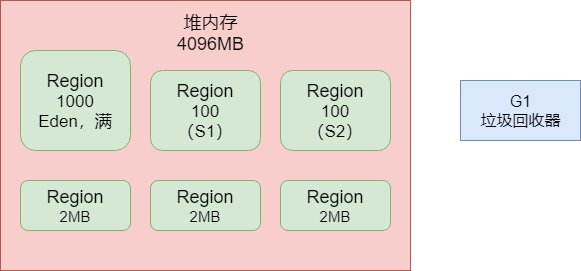 堆内存
4096MB
Region
1000
Eden，满
Region
100
（S1）
Region
100
（S2）
G1
垃圾回收器
Region
2MB
Region
2MB
Region
2MB